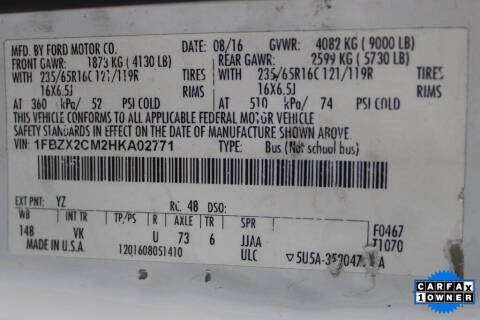 MFD. BY FORD MOTOR CO. DATE: 08/16 GVWR: 4082 KG (9000 LB)
FRONT GAWR: 1873 KG (4130 LB) REAR GAWR: 2599 KG (5730 LB)
WITH 235/65R16C 121/119R TIRES WITH 235/65R16C 121/119R TIRES
16X6.5J RIMS 16X6.5J RIMS
AT 360 kPa/ 52 PSI COLD AT 510 kPa/ 74 PSI COLD
THIS VEHICLE CONFORMS TO ALL APPLICABLE FEDERAL MOTOR VEHICLE
SAFETY STANDARDS IN EFFECT ON THE DATE OF MANUFACTURE SHOWN ABOVE.
VIN: 1FBZX2CM2HKA02771 TYPE: Bus (Not school Bus)
EXT PNT: YZ RC: 48 DSO:
WB INT TR TP/PS R AXLE TR SPR F0467
148 VK U 73 6 JJAA T1070
MADE IN U.S.A. 1201608051410 ULC
CARFAX
1 OWNER